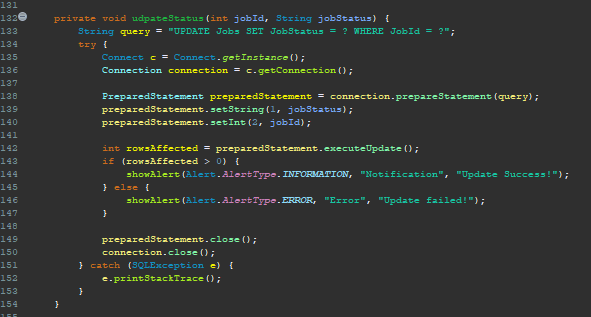 131
132 private void udpateStatus(int jobId, String jobStatus) {
133 String query = "UPDATE Jobs SET JobStatus = ? WHERE JobId = ?";
134 try {
135 Connect c = Connect.getInstance();
136 Connection connection = c.getConnection();
137
138 PreparedStatement preparedStatement = connection.prepareStatement(query);
139 preparedStatement.setString(1, jobStatus);
140 preparedStatement.setInt(2, jobId);
141
142 int rowsAffected = preparedStatement.executeUpdate();
143 if (rowsAffected > 0) {
144 showAlert(Alert.AlertType.INFORMATION, "Notification", "Update Success!");
145 } else {
146 showAlert(Alert.AlertType.ERROR, "Error", "Update failed!");
147 }
148
149 preparedStatement.close();
150 connection.close();
151 } catch (SQLException e) {
152 e.printStackTrace();
153 }
154 }
155